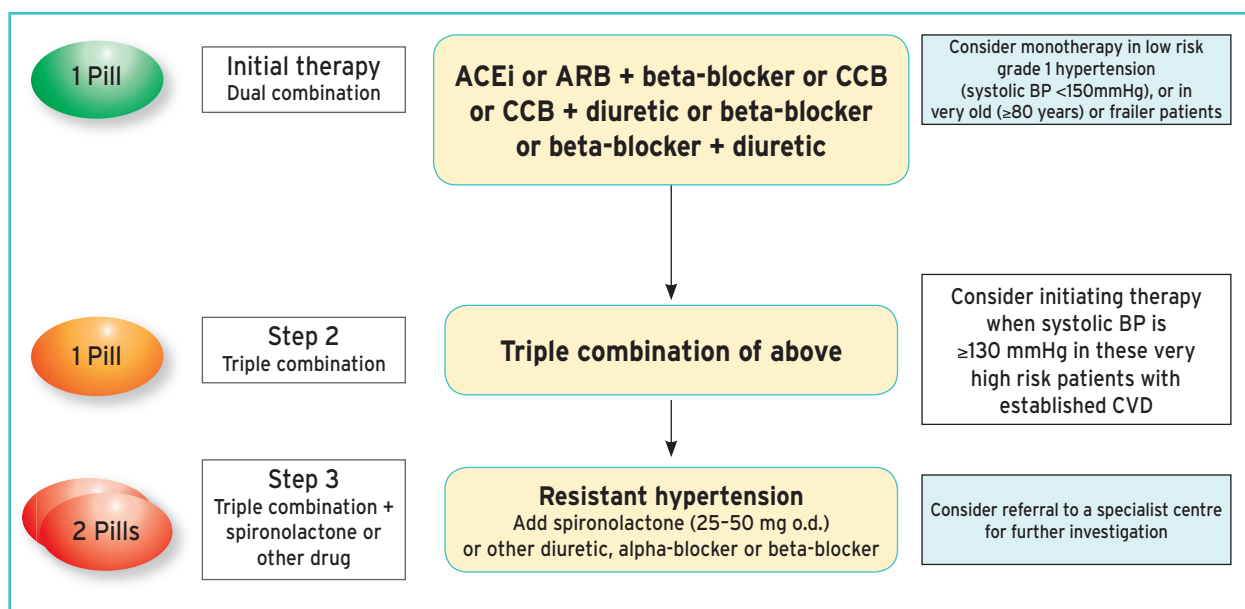 1 Pill
Initial therapy
Dual combination
ACEi or ARB + beta-blocker or CCB
or CCB + diuretic or beta-blocker
or beta-blocker + diuretic
Consider monotherapy in low risk
grade 1 hypertension
(systolic BP <150mmHg), or in
very old (≥80 years) or frailer patients
1 Pill
Step 2
Triple combination
Triple combination of above
Consider initiating therapy
when systolic BP is
≥130 mmHg in these very
high risk patients with
established CVD
2 Pills
Step 3
Triple combination +
spironolactone or
other drug
Resistant hypertension
Add spironolactone (25–50 mg o.d.)
or other diuretic, alpha-blocker or beta-blocker
Consider referral to a specialist centre
for further investigation